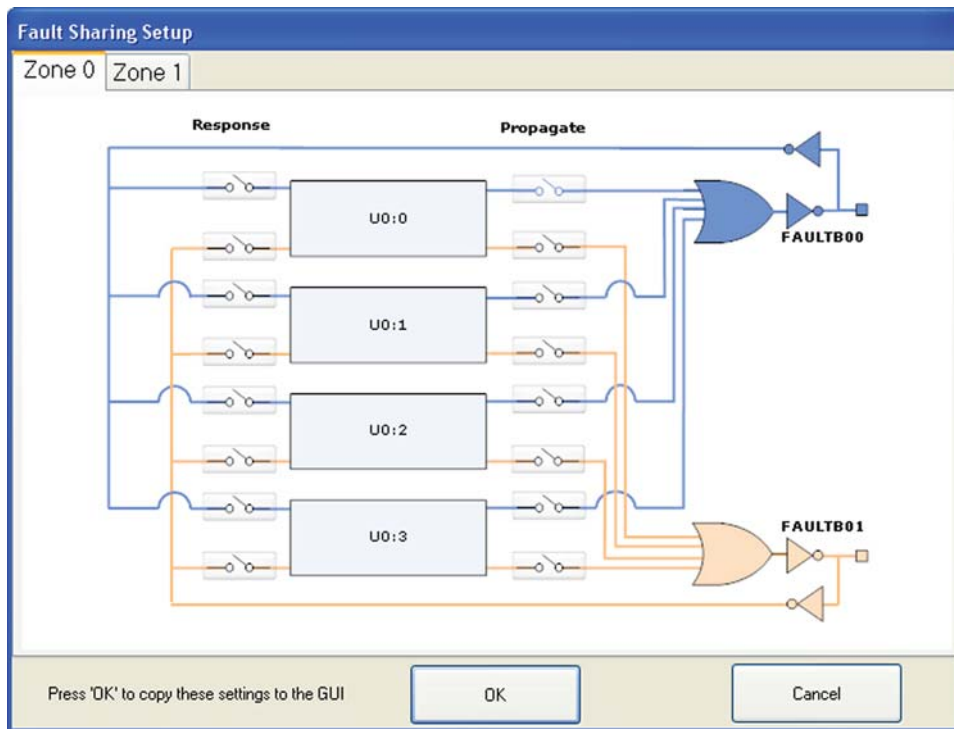 Fault Sharing Setup
Zone 0 Zone 1
Response Propagate
U0:0
FAULTB00
U0:1
U0:2
U0:3
FAULTB01
Press 'OK' to copy these settings to the GUI
OK
Cancel